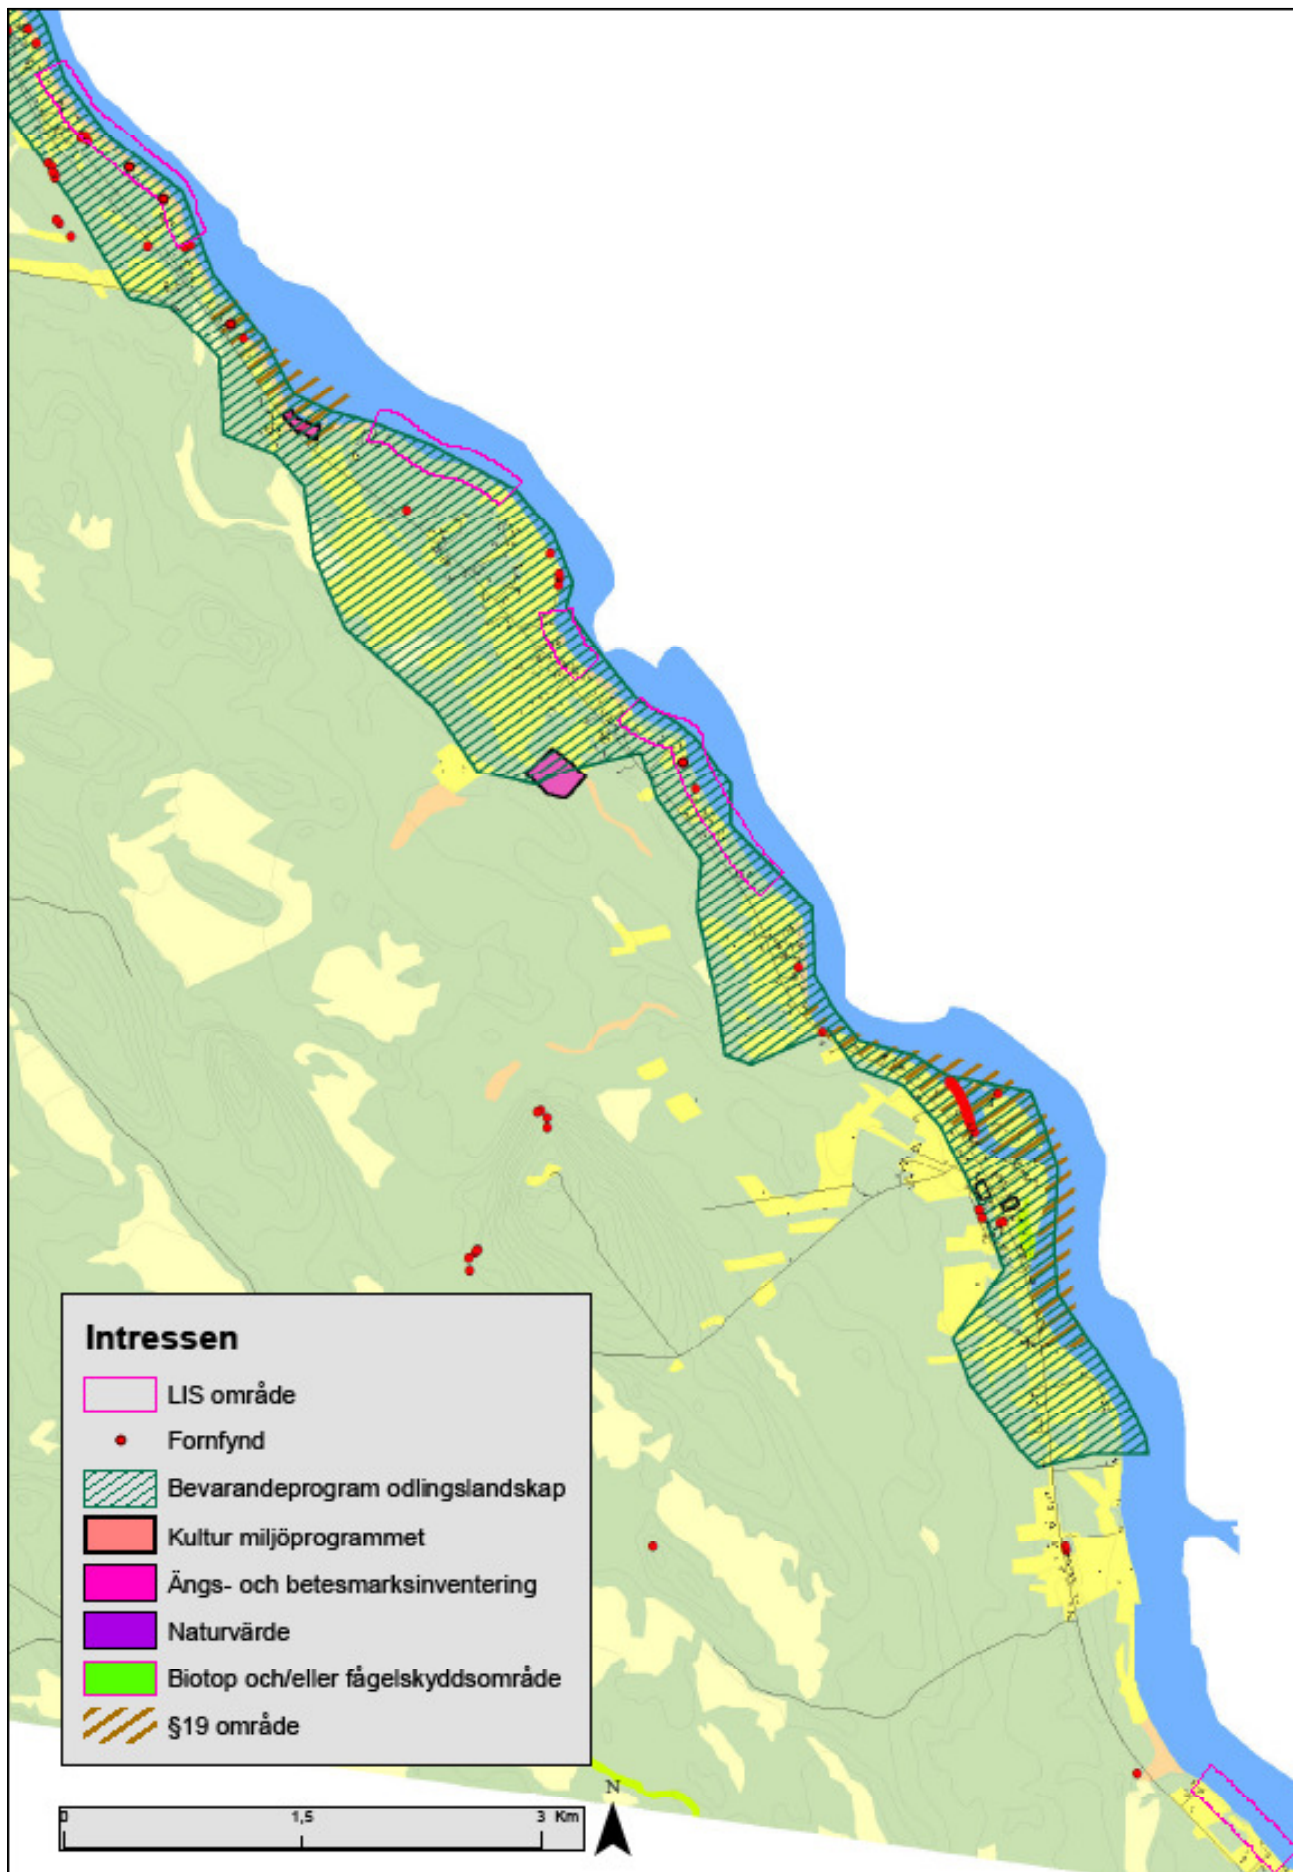 Intressen
LIS område
Fornfynd
Bevarandeprogram odlingslandskap
Kultur miljöprogrammet
Ängs- och betesmarksinventering
Naturvärde
Biotop och/eller fågelskyddsområde
§19 område
0 1,5 3 Km
N